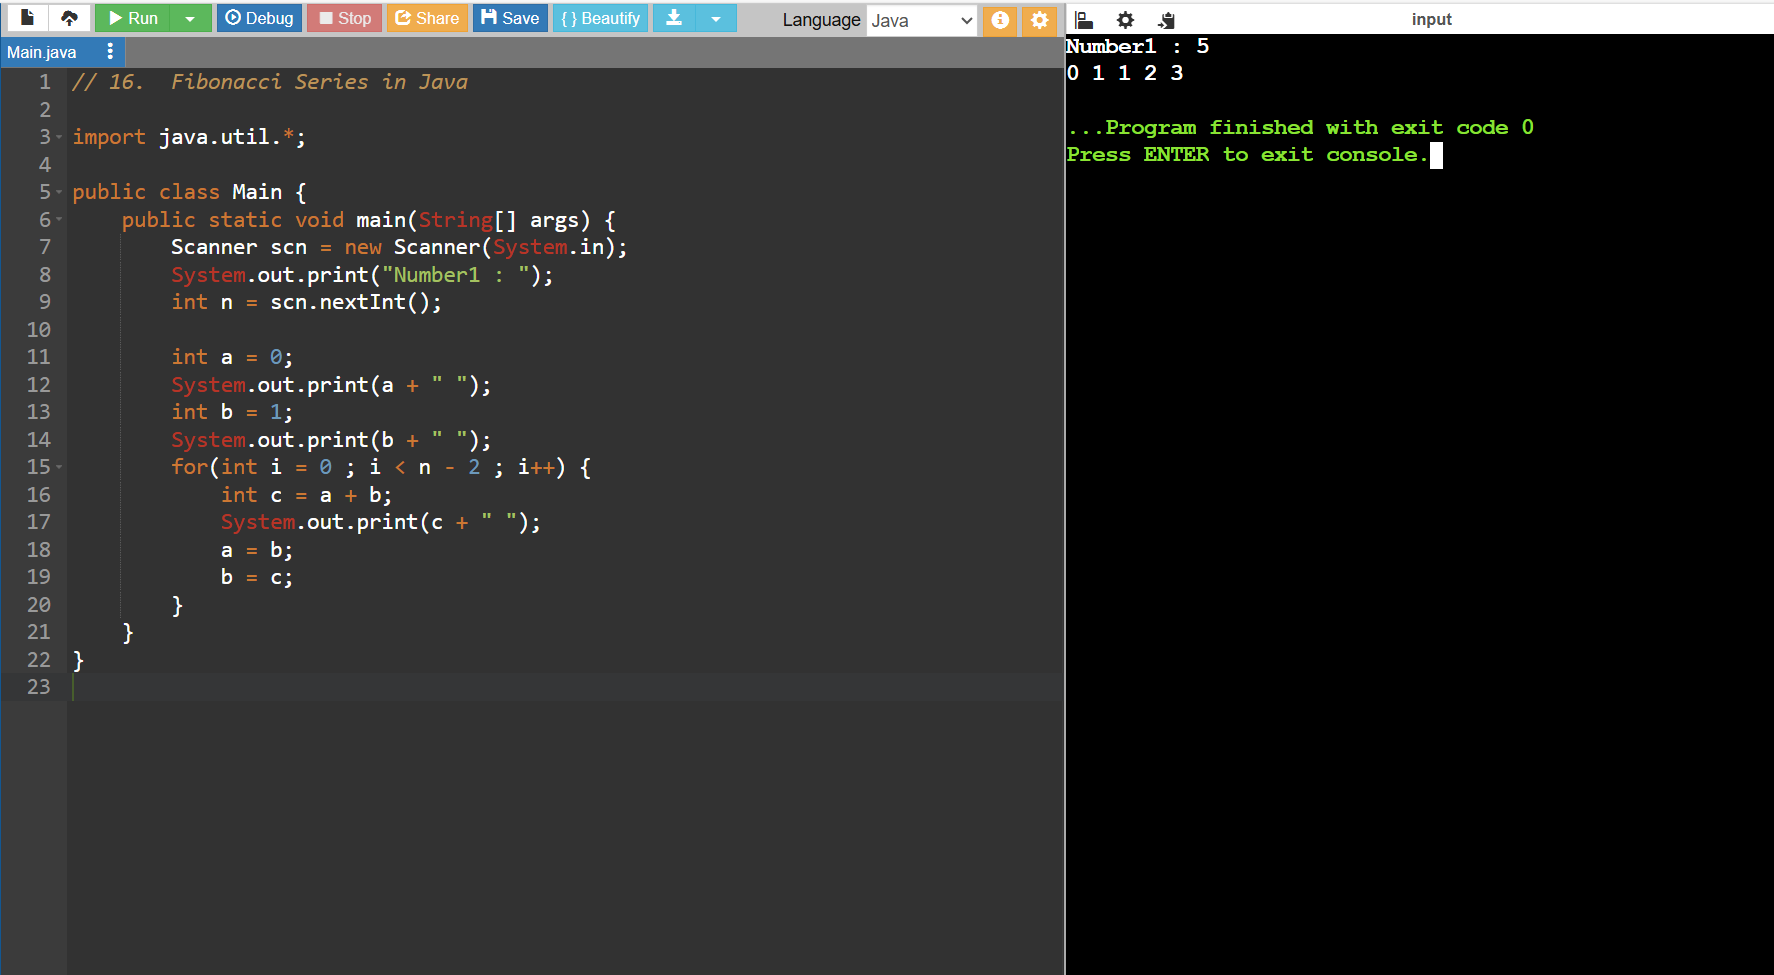 Run Debug Stop Share Save { } Beautify Language Java
Main.java
1 // 16.  Fibonacci Series in Java
2
3 import java.util.*;
4
5 public class Main {
6     public static void main(String[] args) {
7         Scanner scn = new Scanner(System.in);
8         System.out.print("Number1 : ");
9         int n = scn.nextInt();
10
11         int a = 0;
12         System.out.print(a + " ");
13         int b = 1;
14         System.out.print(b + " ");
15         for(int i = 0 ; i < n - 2 ; i++) {
16             int c = a + b;
17             System.out.print(c + " ");
18             a = b;
19             b = c;
20         }
21     }
22 }
23
input
Number1 : 5
0 1 1 2 3
...Program finished with exit code 0
Press ENTER to exit console.